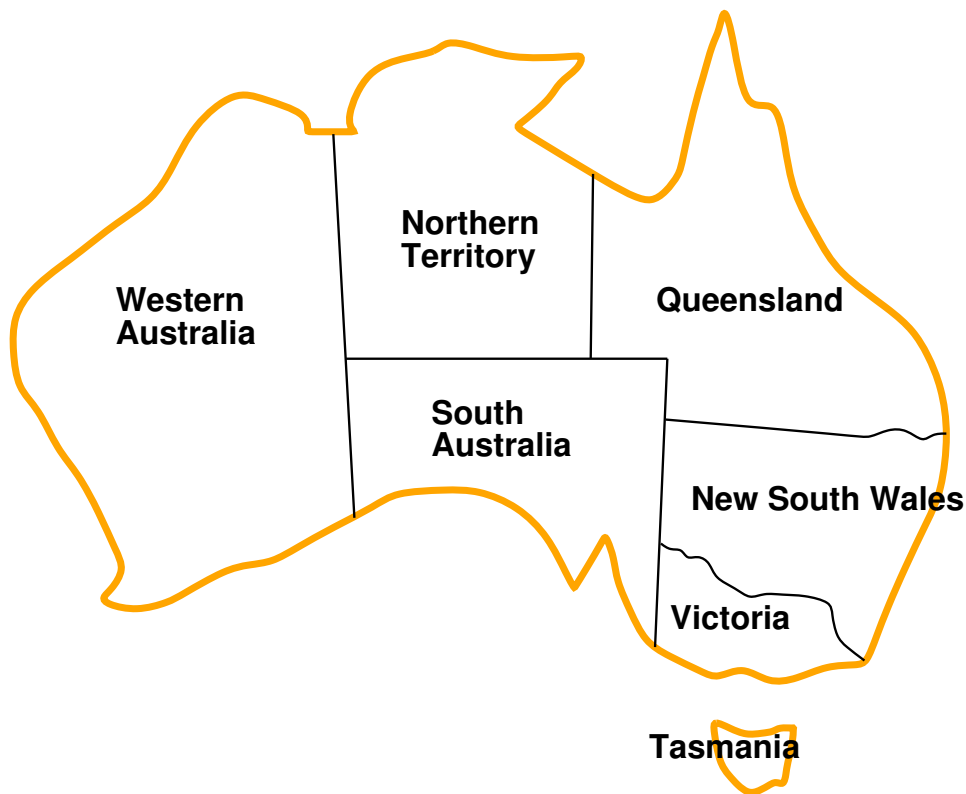 Northern
Territory
Western
Australia
Queensland
South
Australia
New South Wales
Victoria
Tasmania